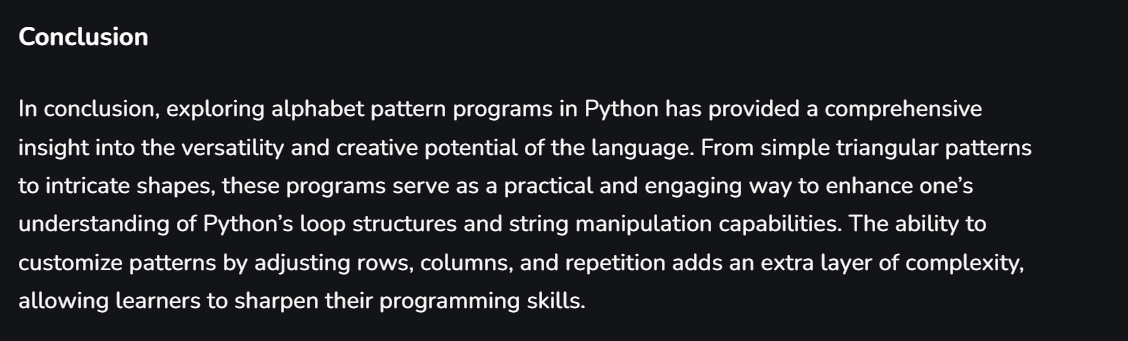 Conclusion
In conclusion, exploring alphabet pattern programs in Python has provided a comprehensive
insight into the versatility and creative potential of the language. From simple triangular patterns
to intricate shapes, these programs serve as a practical and engaging way to enhance one’s
understanding of Python’s loop structures and string manipulation capabilities. The ability to
customize patterns by adjusting rows, columns, and repetition adds an extra layer of complexity,
allowing learners to sharpen their programming skills.